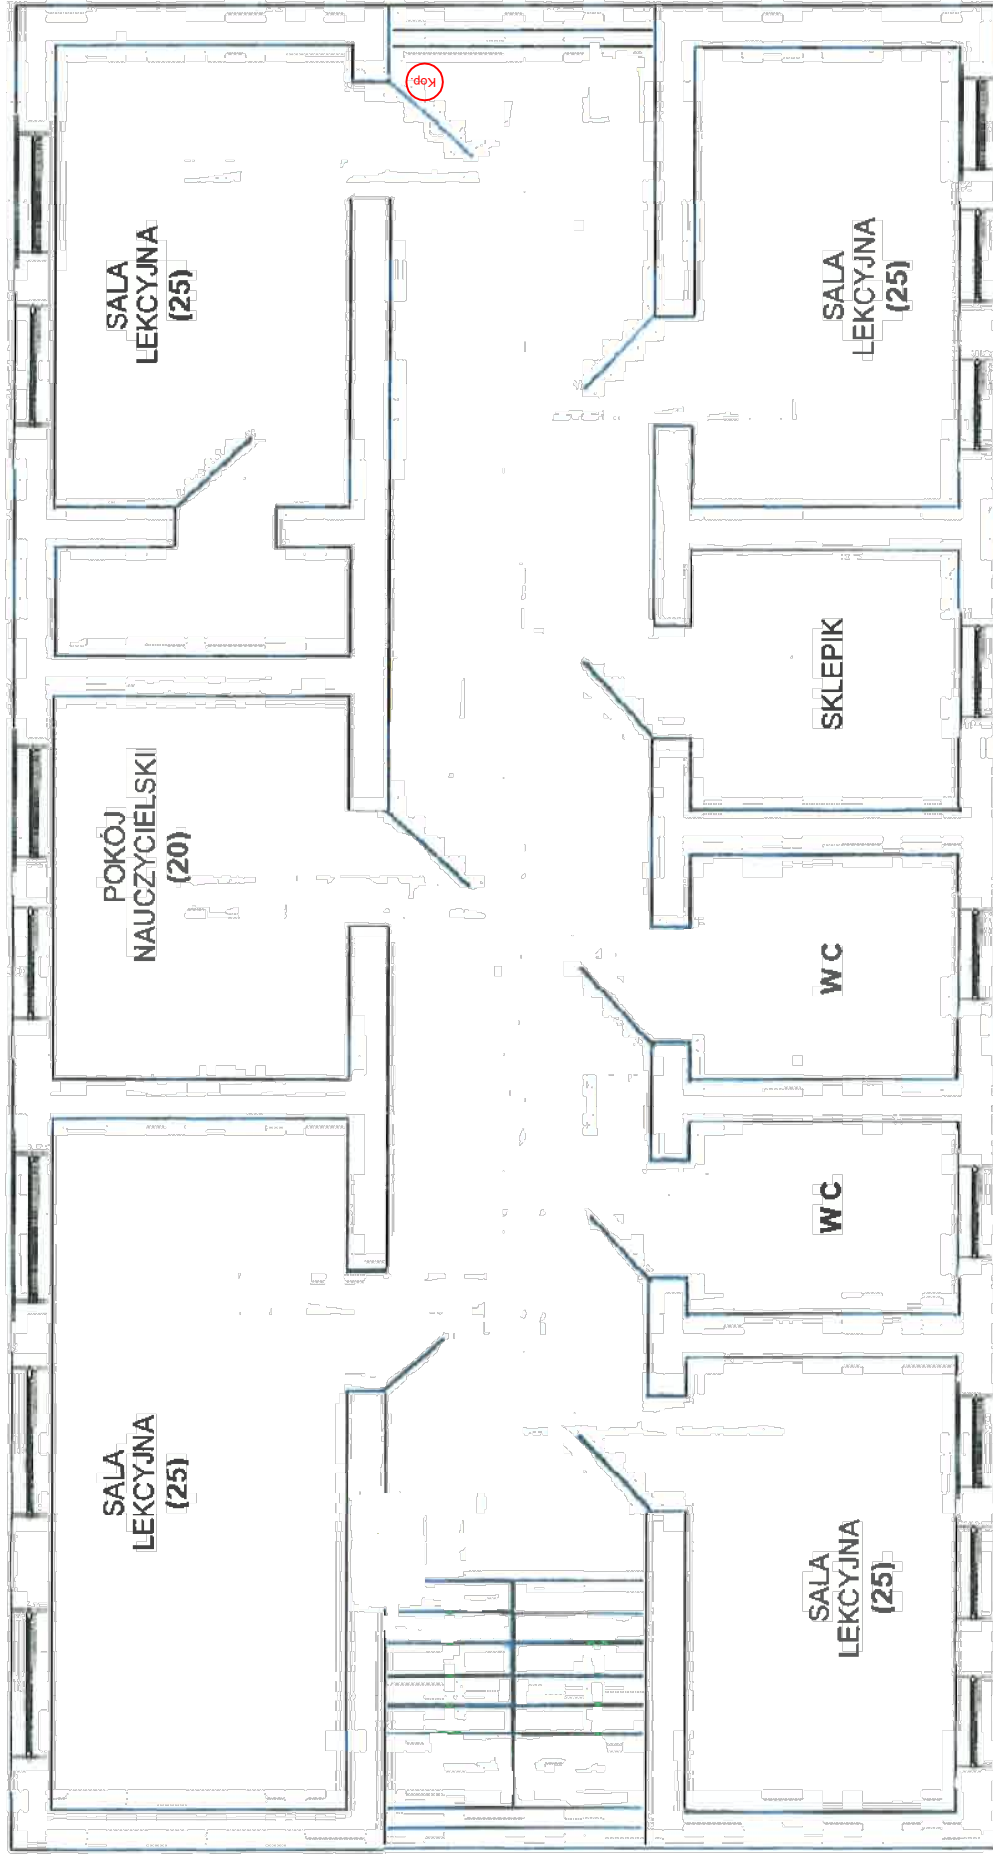 SALA
LEKCYJNA
(25)
POKÓJ
NAUCZYCIELSKI
(20)
SALA
LEKCYJNA
(25)
Kop.
SALA
LEKCYJNA
(25)
WC
WC
SKLEPIK
SALA
LEKCYJNA
(25)